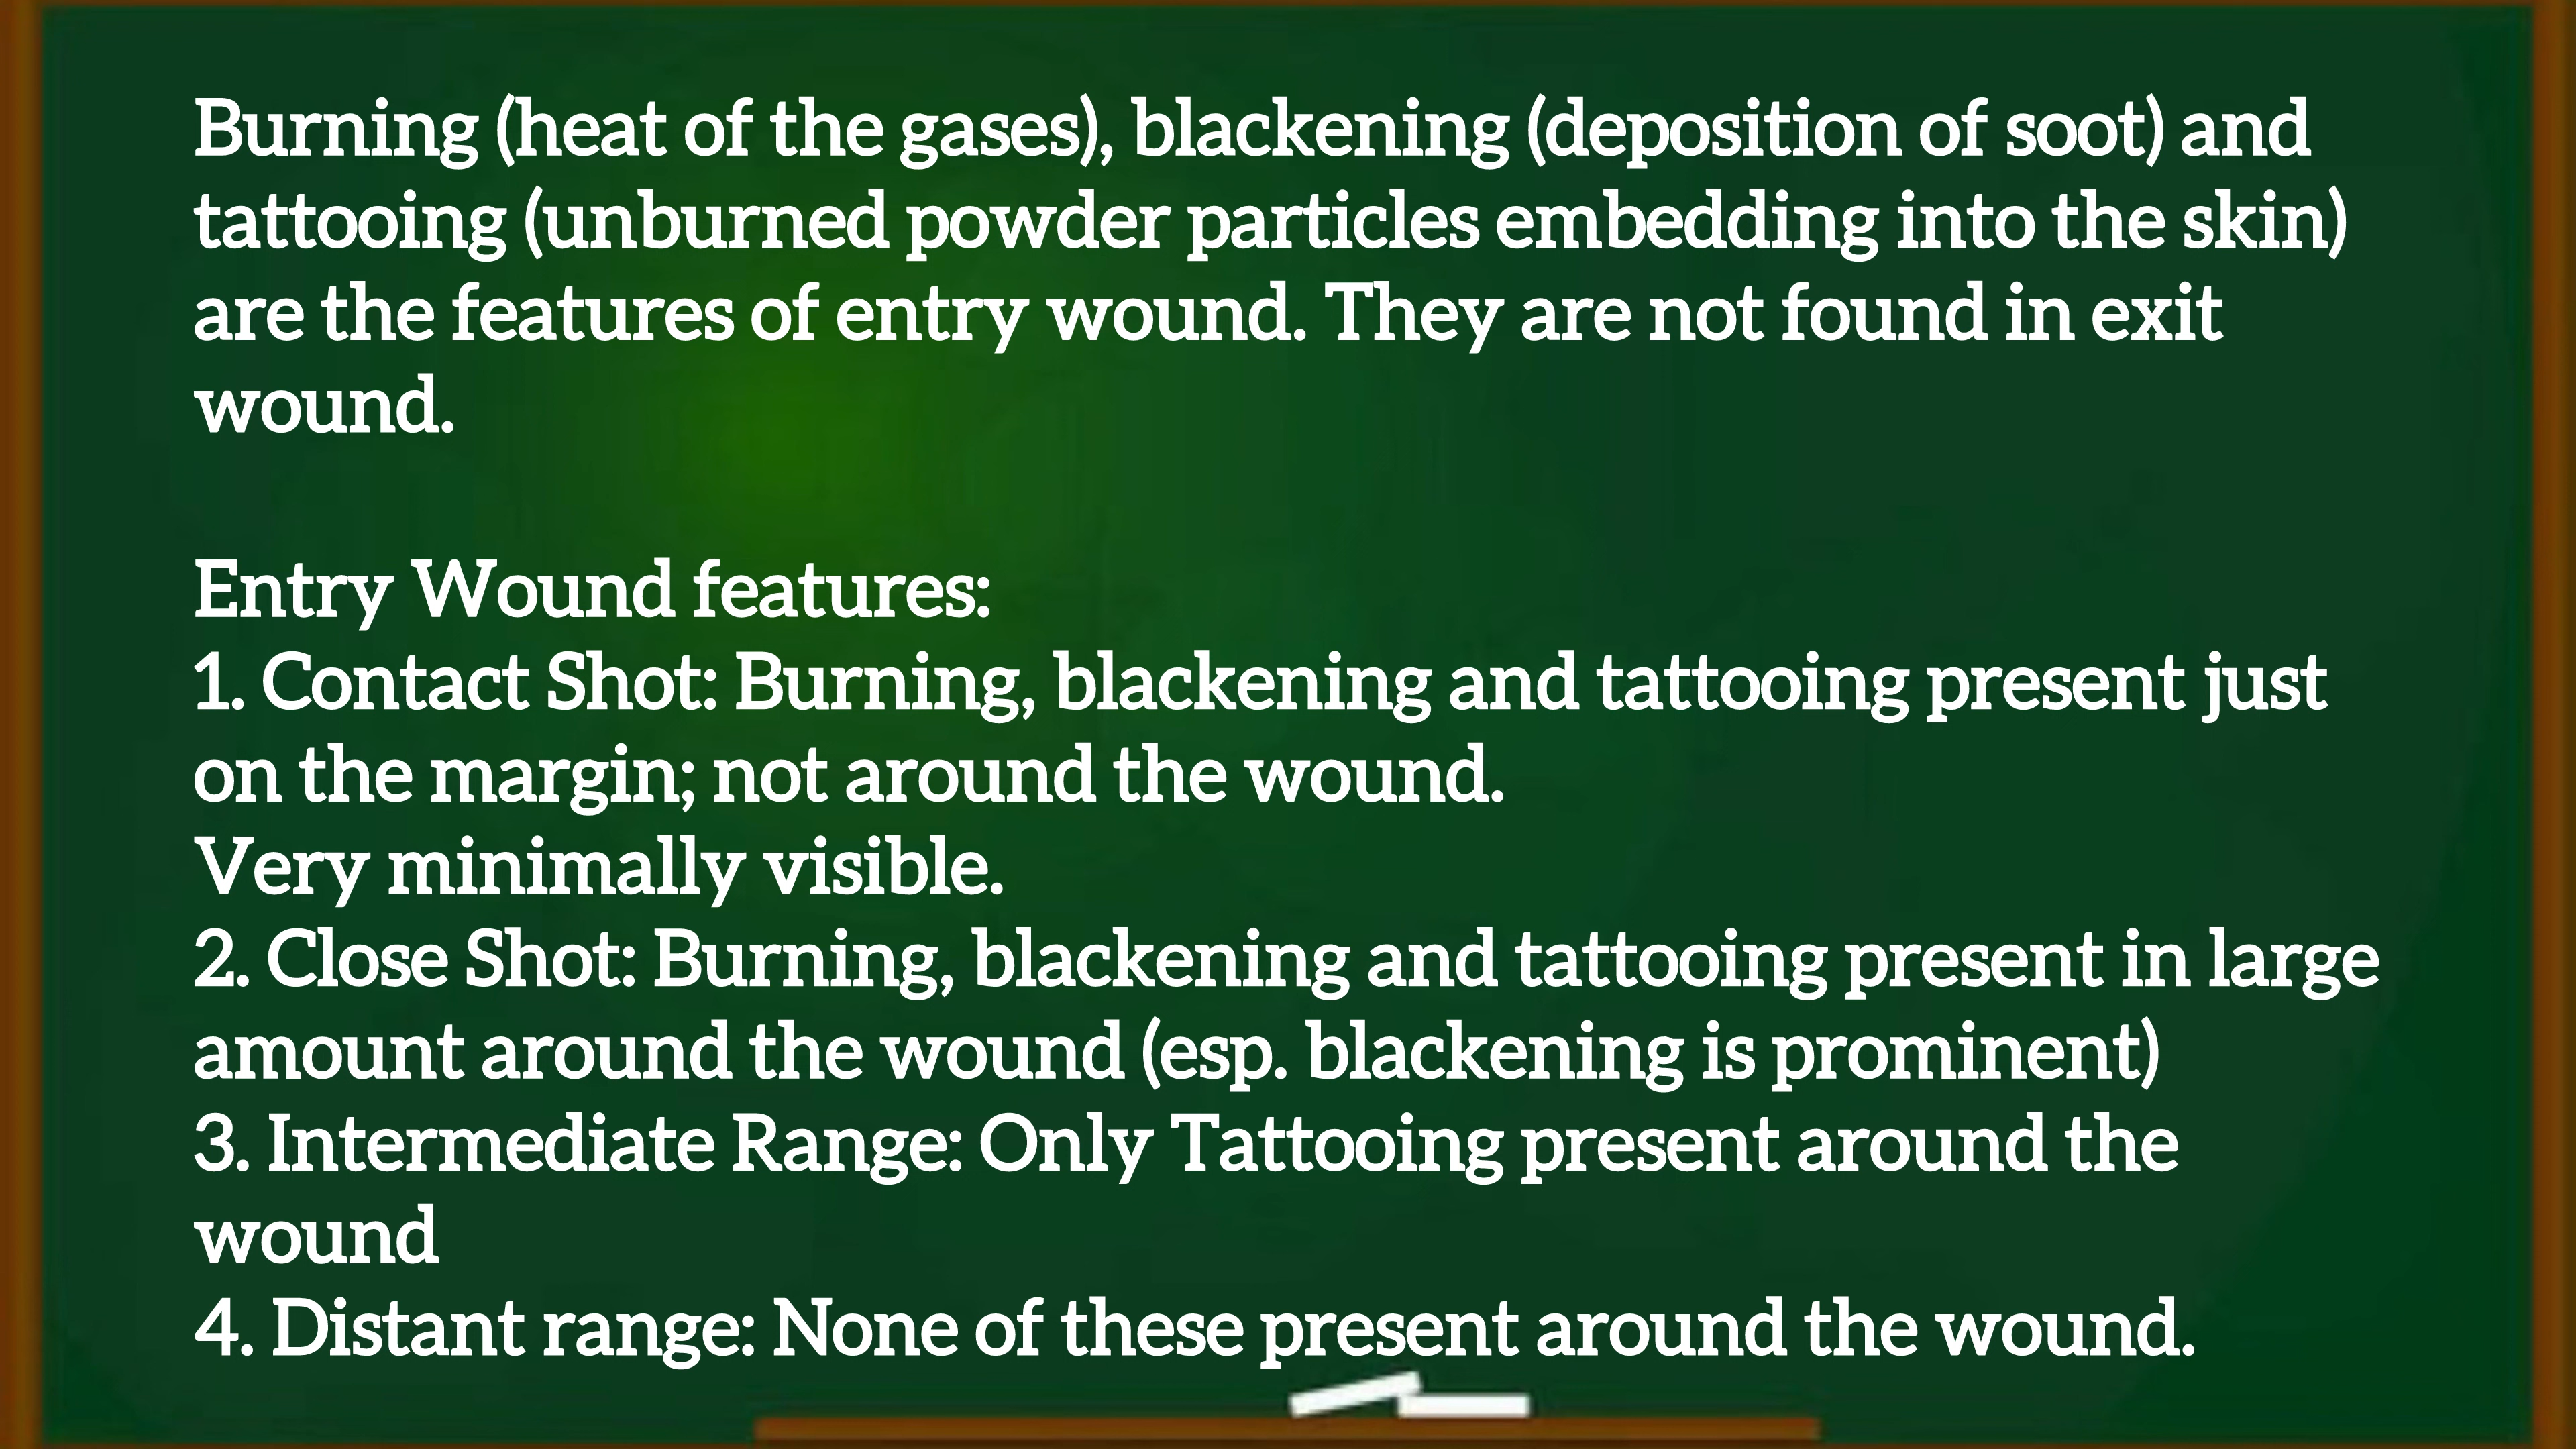 Burning (heat of the gases), blackening (deposition of soot) and
tattooing (unburned powder particles embedding into the skin)
are the features of entry wound. They are not found in exit
wound.
Entry Wound features:
1. Contact Shot: Burning, blackening and tattooing present just
on the margin; not around the wound.
Very minimally visible.
2. Close Shot: Burning, blackening and tattooing present in large
amount around the wound (esp. blackening is prominent)
3. Intermediate Range: Only Tattooing present around the
wound
4. Distant range: None of these present around the wound.